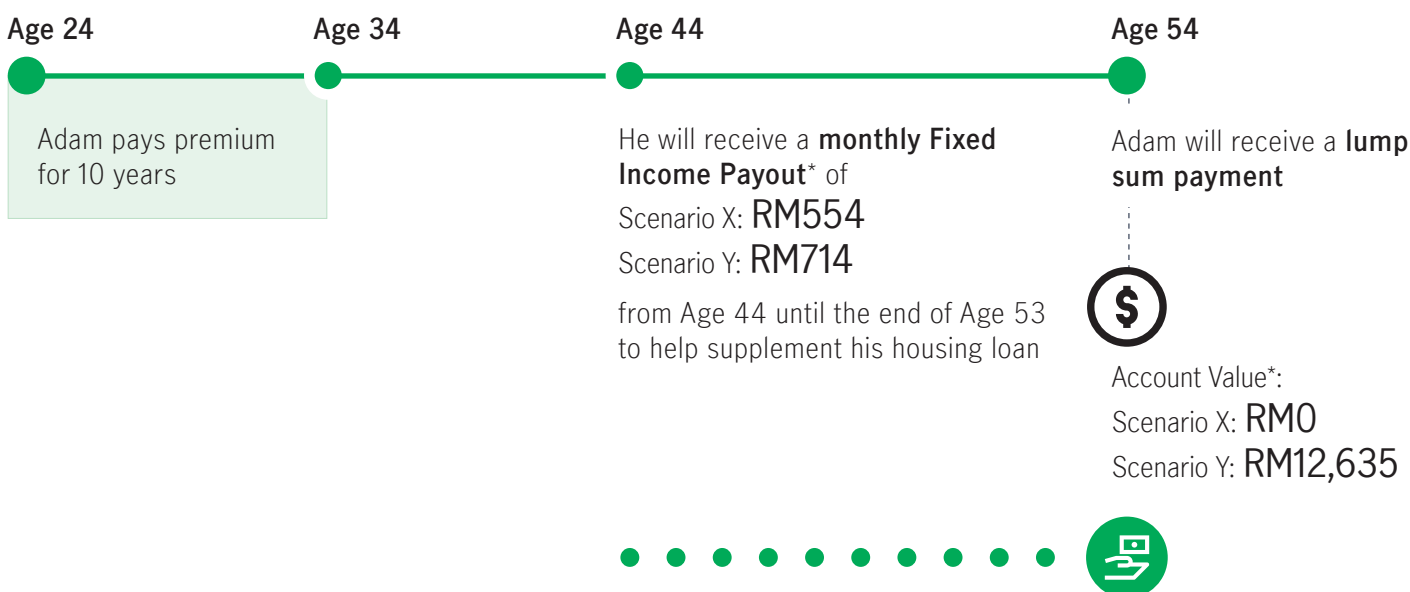 Age 24
Age 34
Age 44
Age 54
Adam pays premium
for 10 years
He will receive a monthly Fixed
Income Payout* of
Scenario X: RM554
Scenario Y: RM714
from Age 44 until the end of Age 53
to help supplement his housing loan
Adam will receive a lump
sum payment
$
Account Value*:
Scenario X: RM0
Scenario Y: RM12,635